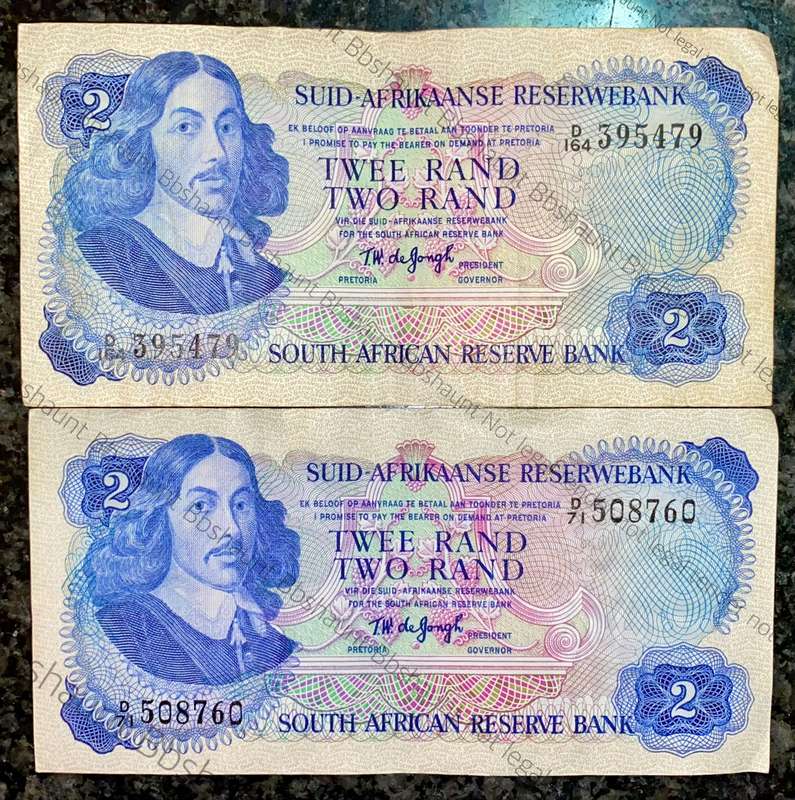 2
SUID-AFRIKAANSE RESERWEBANK
EK BELOOF OP AANVRAAG TE BETAAL AAN TOONDER TE PRETORIA
I PROMISE TO PAY THE BEARER ON DEMAND AT PRETORIA
D/164 395479
TWEE RAND
TWO RAND
VIR DIE SUID-AFRIKAANSE RESERWEBANK
FOR THE SOUTH AFRICAN RESERVE BANK
T.W. de Jongh
PRESIDENT
PRETORIA GOVERNOR
2
D/164 395479
SOUTH AFRICAN RESERVE BANK
2
SUID-AFRIKAANSE RESERWEBANK
EK BELOOF OP AANVRAAG TE BETAAL AAN TOONDER TE PRETORIA
I PROMISE TO PAY THE BEARER ON DEMAND AT PRETORIA
D/71 508760
TWEE RAND
TWO RAND
VIR DIE SUID-AFRIKAANSE RESERWEBANK
FOR THE SOUTH AFRICAN RESERVE BANK
T.W. de Jongh
PRESIDENT
PRETORIA GOVERNOR
2
D/71 508760
SOUTH AFRICAN RESERVE BANK
Bbshaunt Not legal